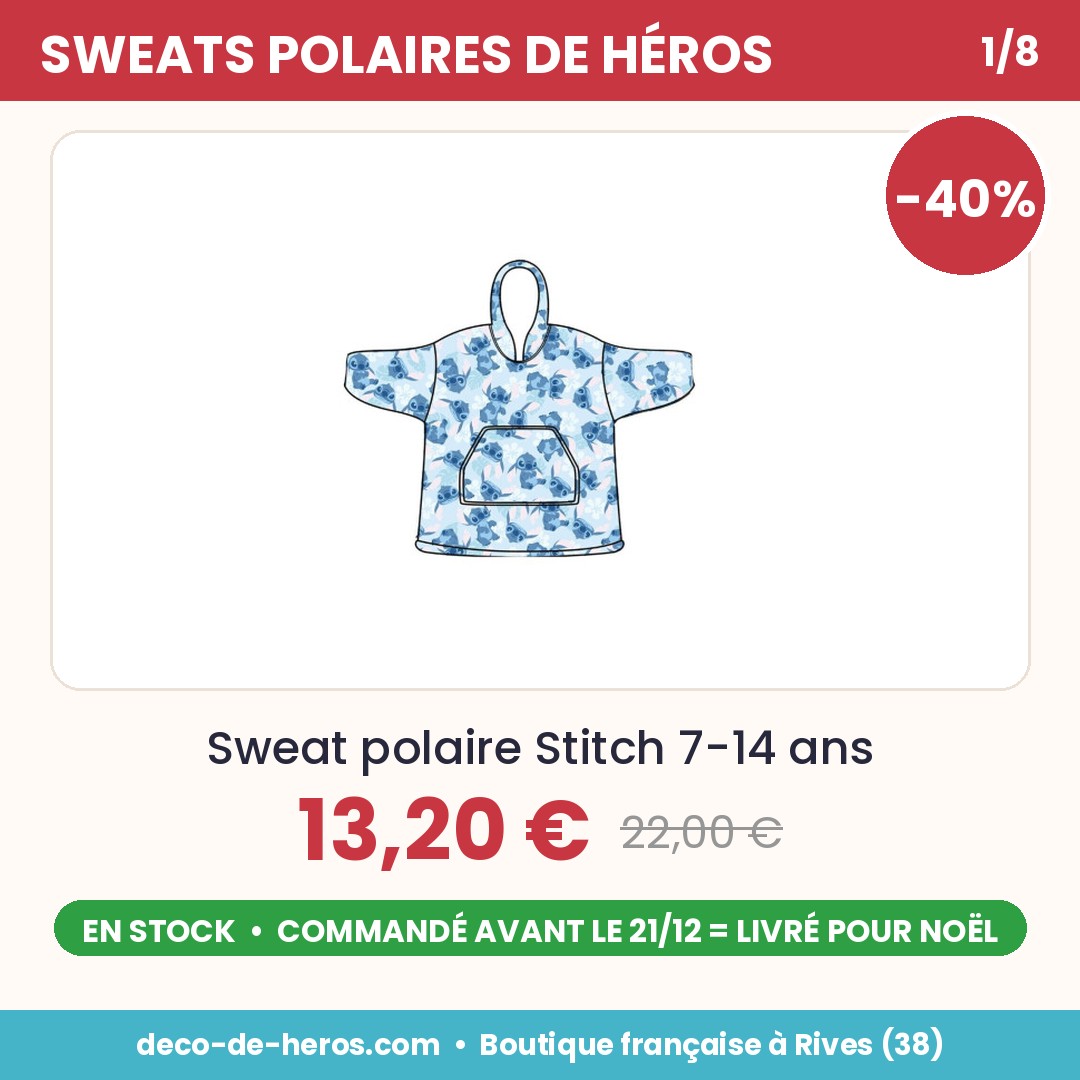 SWEATS POLAIRES DE HÉROS
1/8
-40%
Sweat polaire Stitch 7-14 ans
13,20 € 22,00 €
EN STOCK • COMMANDÉ AVANT LE 21/12 = LIVRÉ POUR NOËL
deco-de-heros.com • Boutique française à Rives (38)